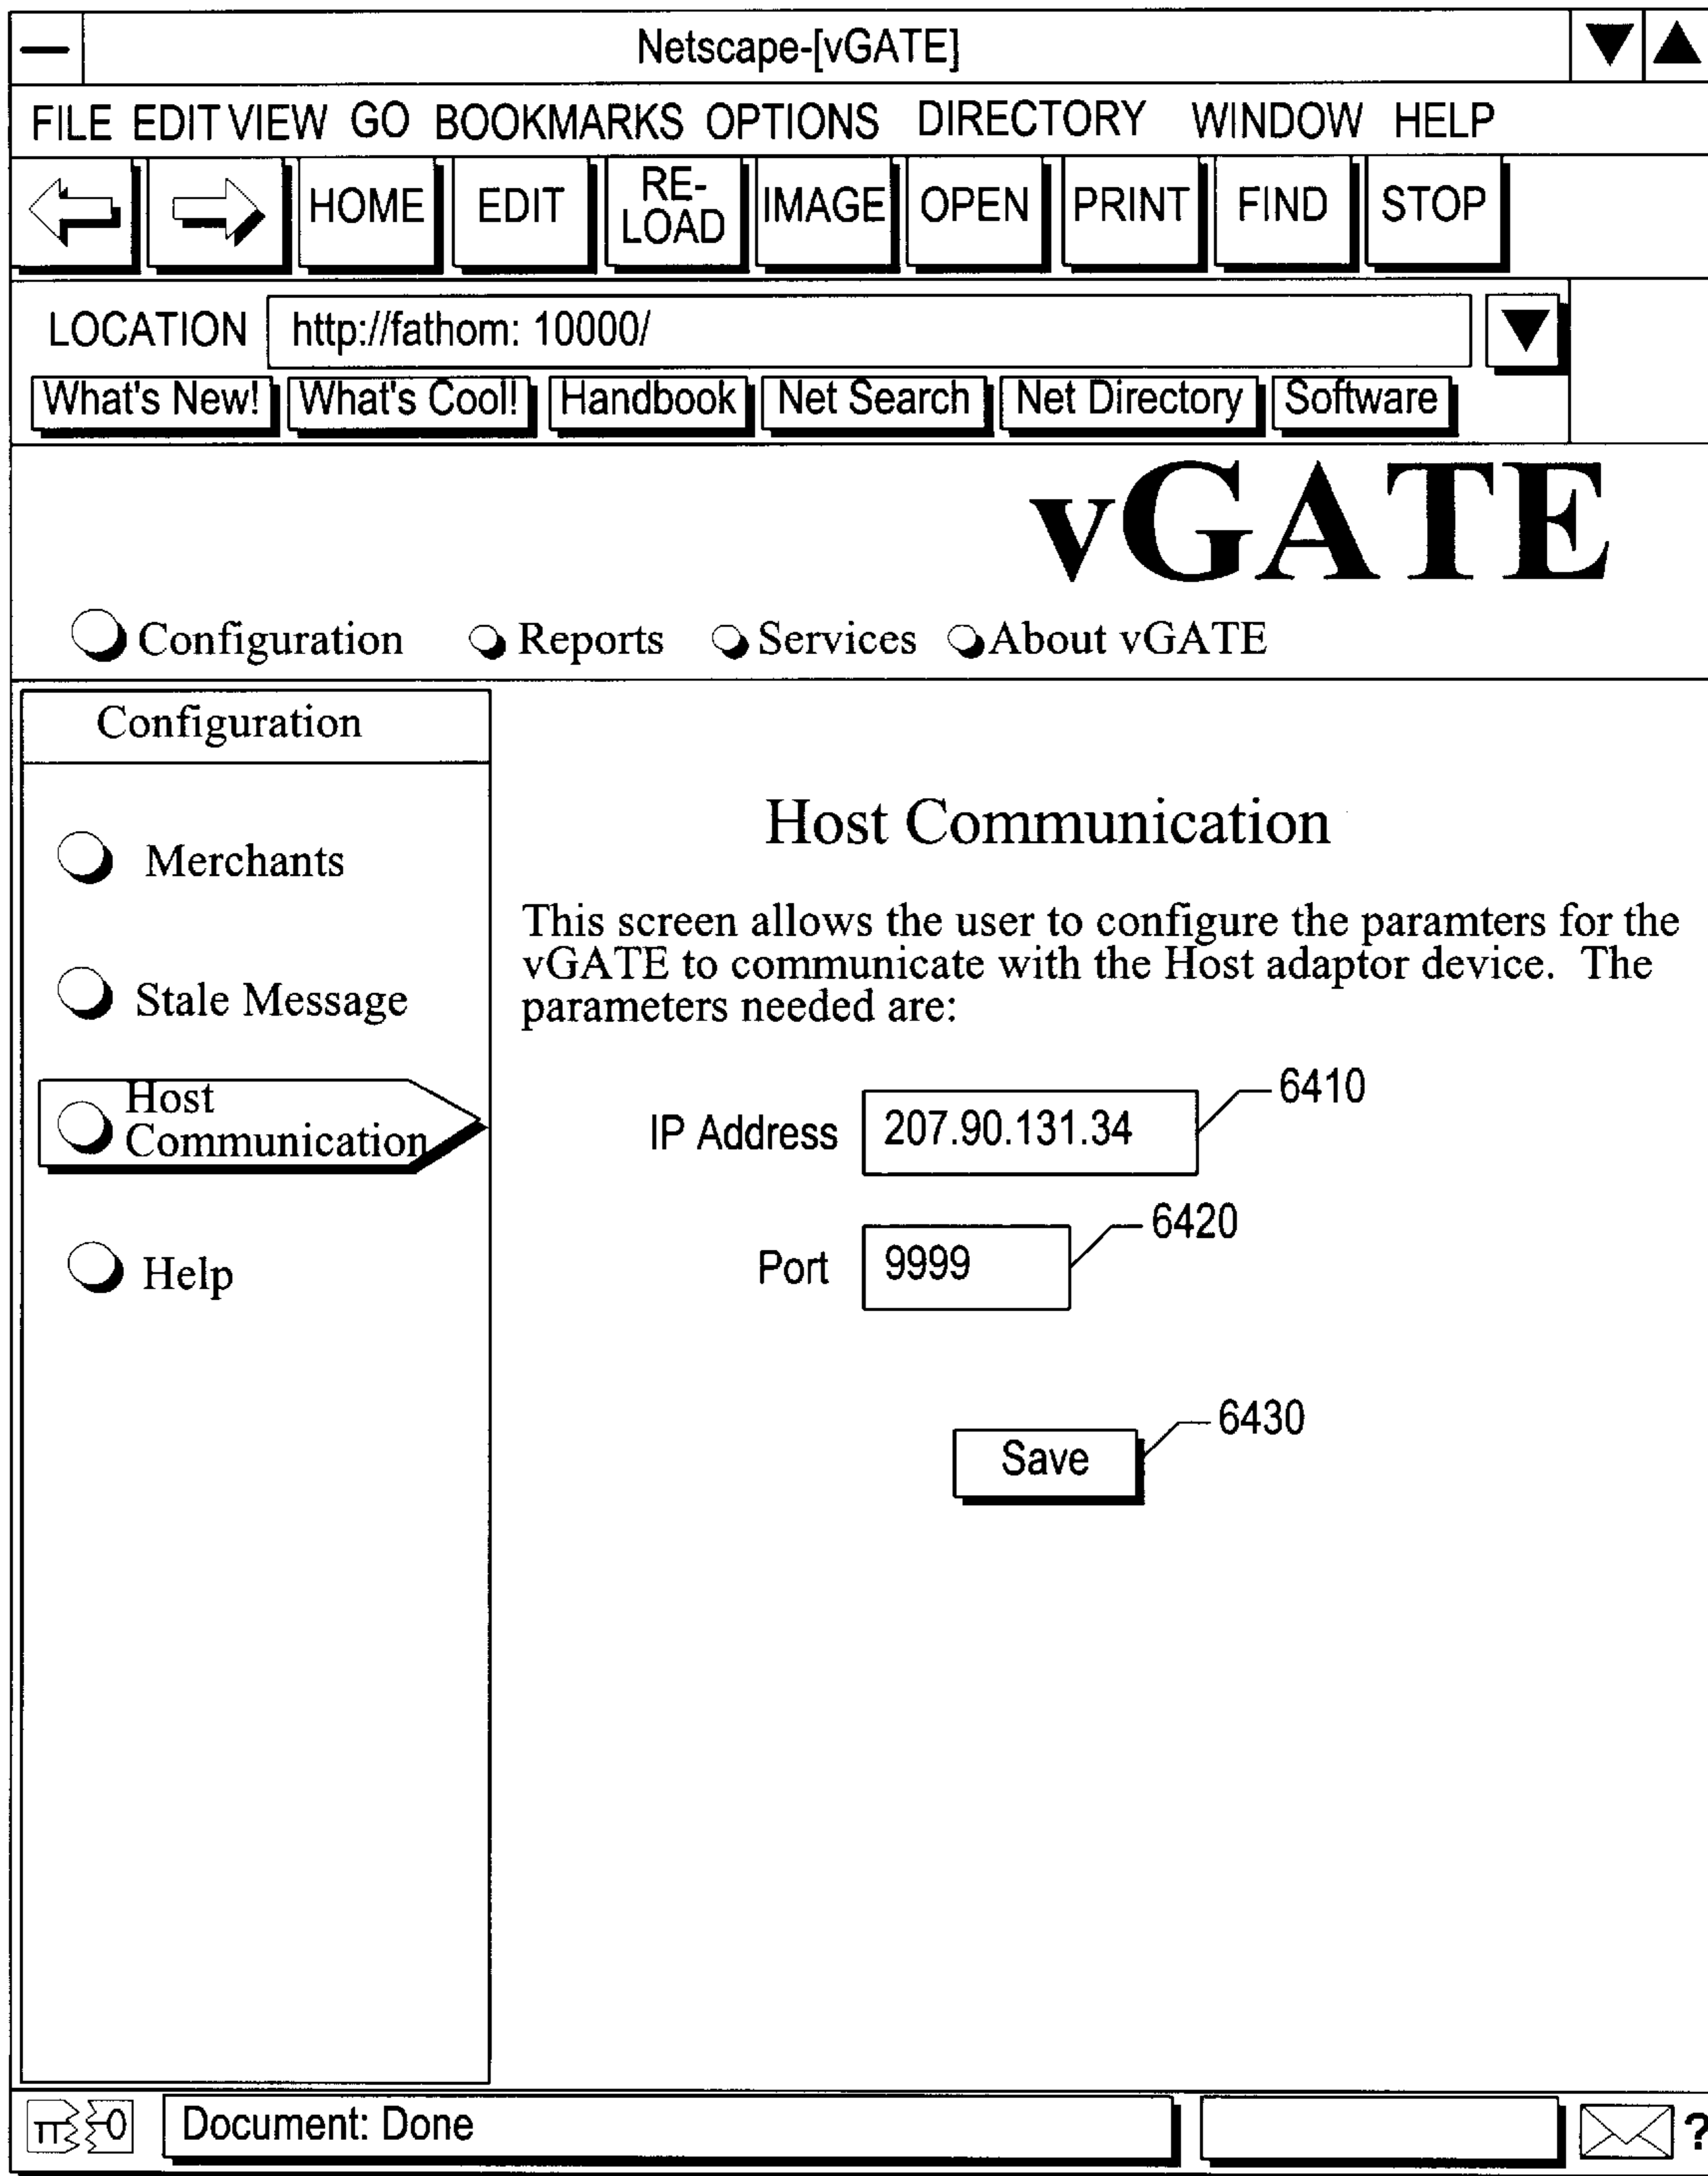 Netscape-[vGATE]
FILE EDIT VIEW GO BOOKMARKS OPTIONS DIRECTORY WINDOW HELP
HOME EDIT RE-LOAD IMAGE OPEN PRINT FIND STOP
LOCATION http://fathom: 10000/
What's New! What's Cool! Handbook Net Search Net Directory Software
vGATE
Configuration Reports Services About vGATE
Configuration
Merchants
Stale Message
Host
Communication
Help
Host Communication
This screen allows the user to configure the paramters for the
vGATE to communicate with the Host adaptor device. The
parameters needed are:
IP Address 207.90.131.34 6410
Port 9999 6420
Save 6430
Document: Done ?